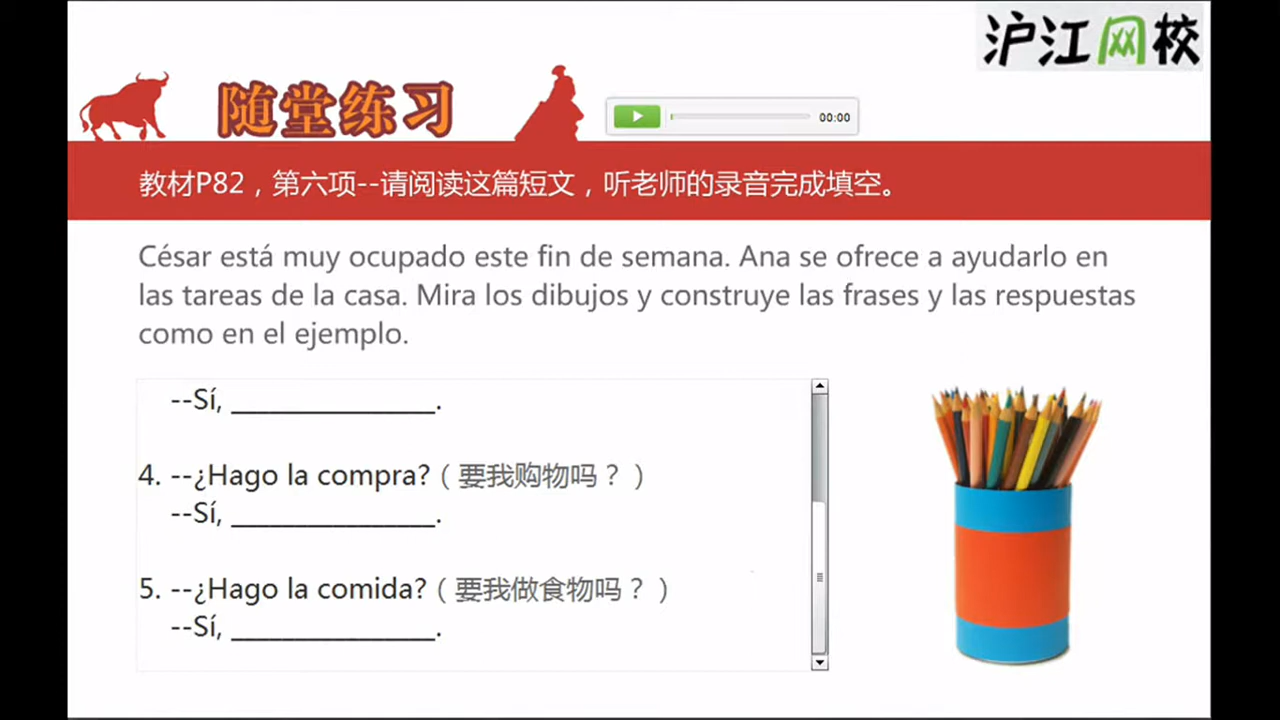 沪江网校
随堂练习
00:00
教材P82，第六项--请阅读这篇短文，听老师的录音完成填空。
César está muy ocupado este fin de semana. Ana se ofrece a ayudarlo en
las tareas de la casa. Mira los dibujos y construye las frases y las respuestas
como en el ejemplo.
--Sí, ________________.
4. --¿Hago la compra?（要我购物吗？）
--Sí, ________________.
5. --¿Hago la comida?（要我做食物吗？）
--Sí, ________________.